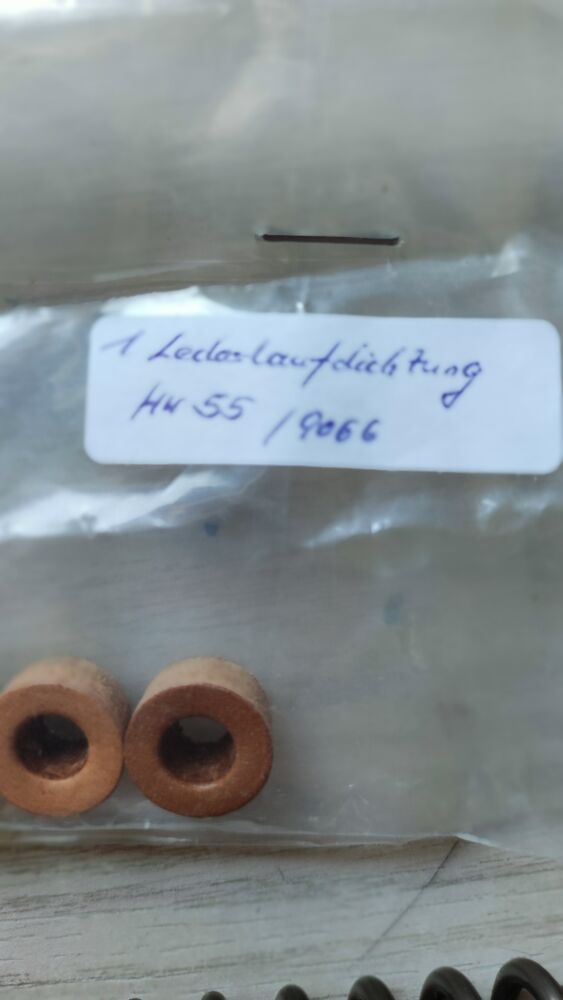 1 Lederlaufdichtung
HW 55 / 9066